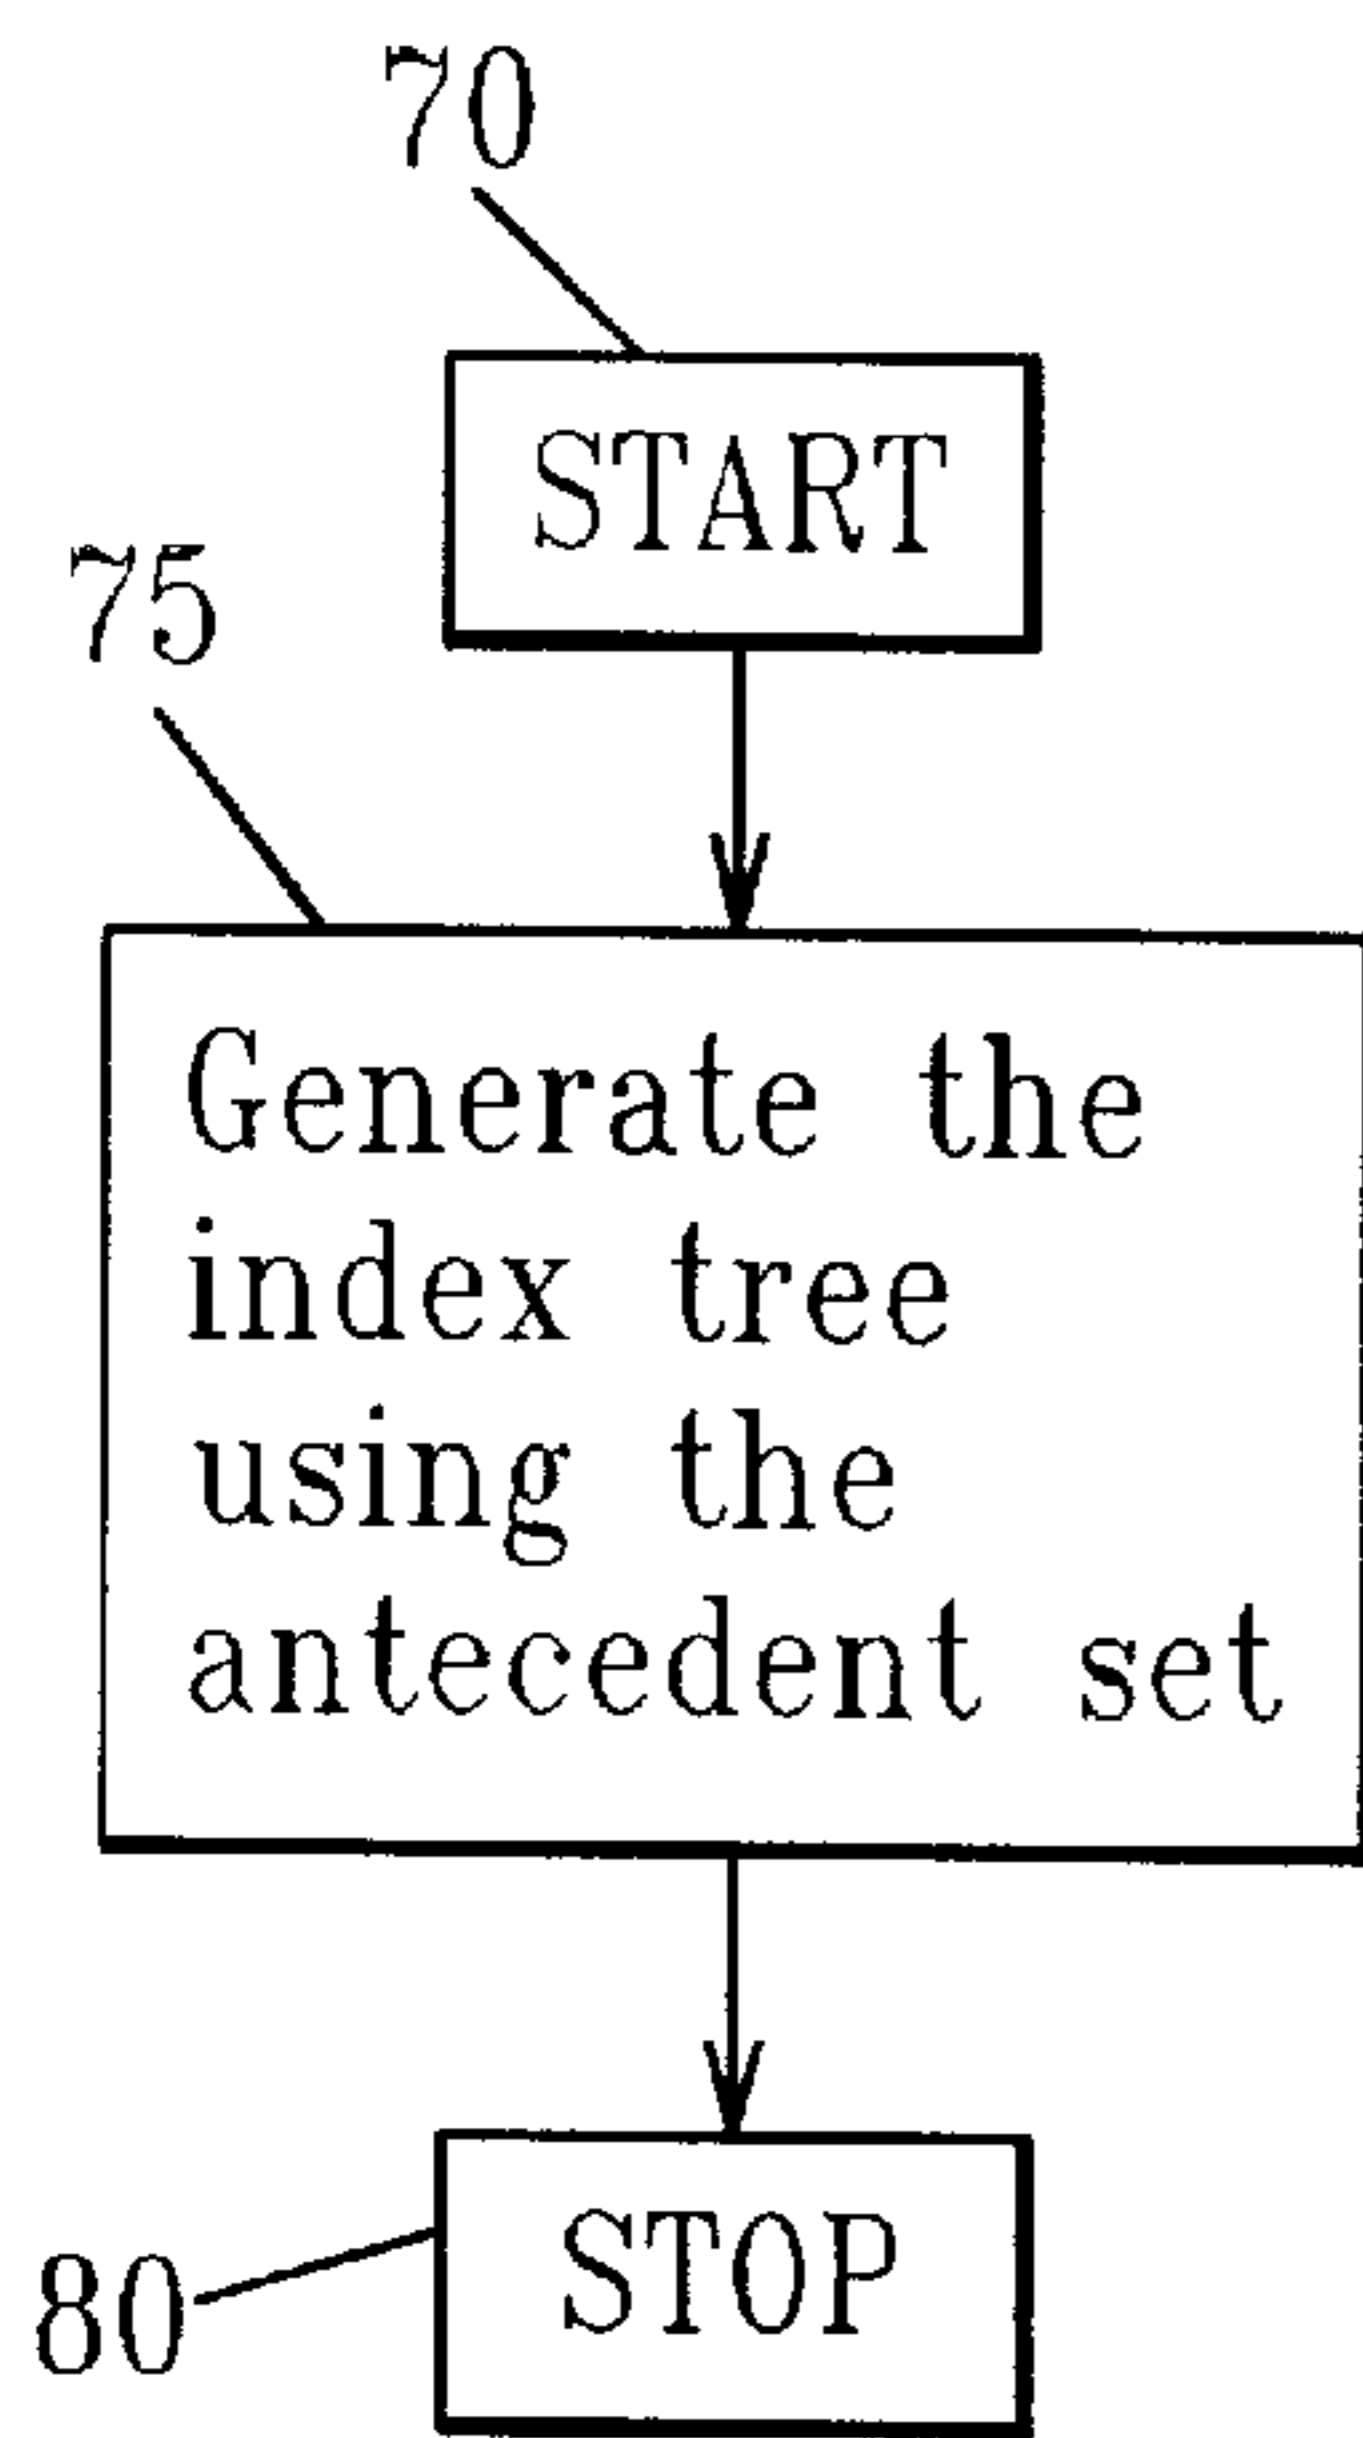 70
START
75
Generate the
index tree
using the
antecedent set
STOP
80